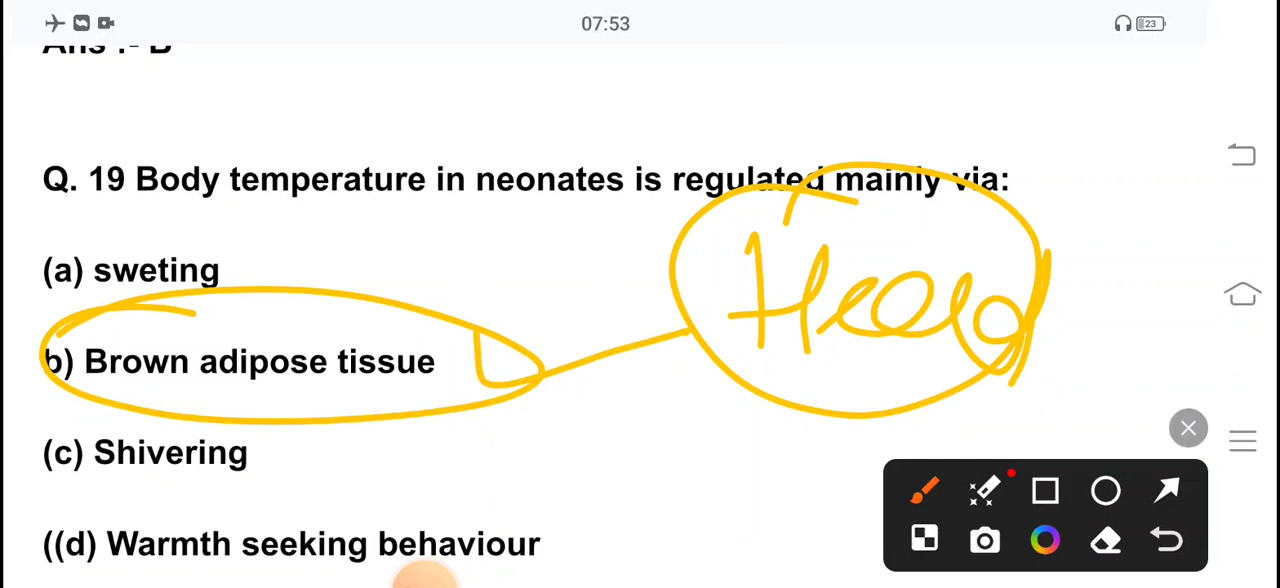 07:53
23
Ans :- B
Q. 19 Body temperature in neonates is regulated mainly via:
(a) sweting
b) Brown adipose tissue
(c) Shivering
((d) Warmth seeking behaviour